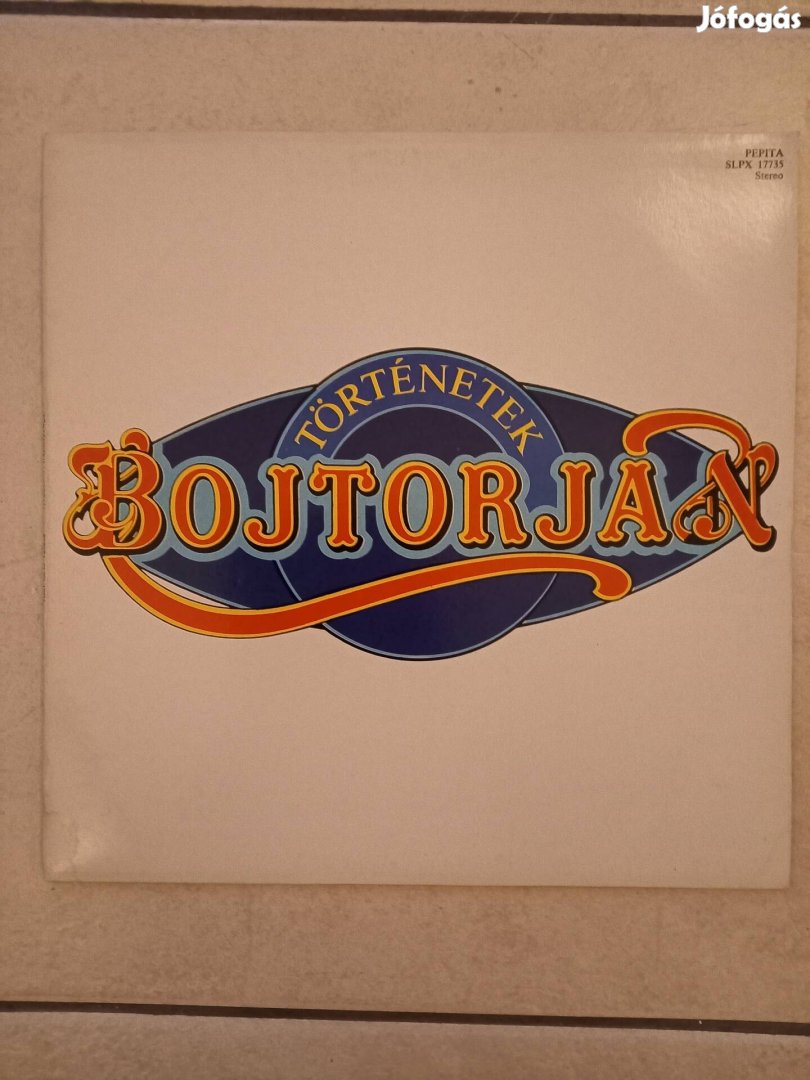 Jófogás
PEPITA
SLPX 17735
Stereo
TÖRTÉNETEK
BOJTORJÁN